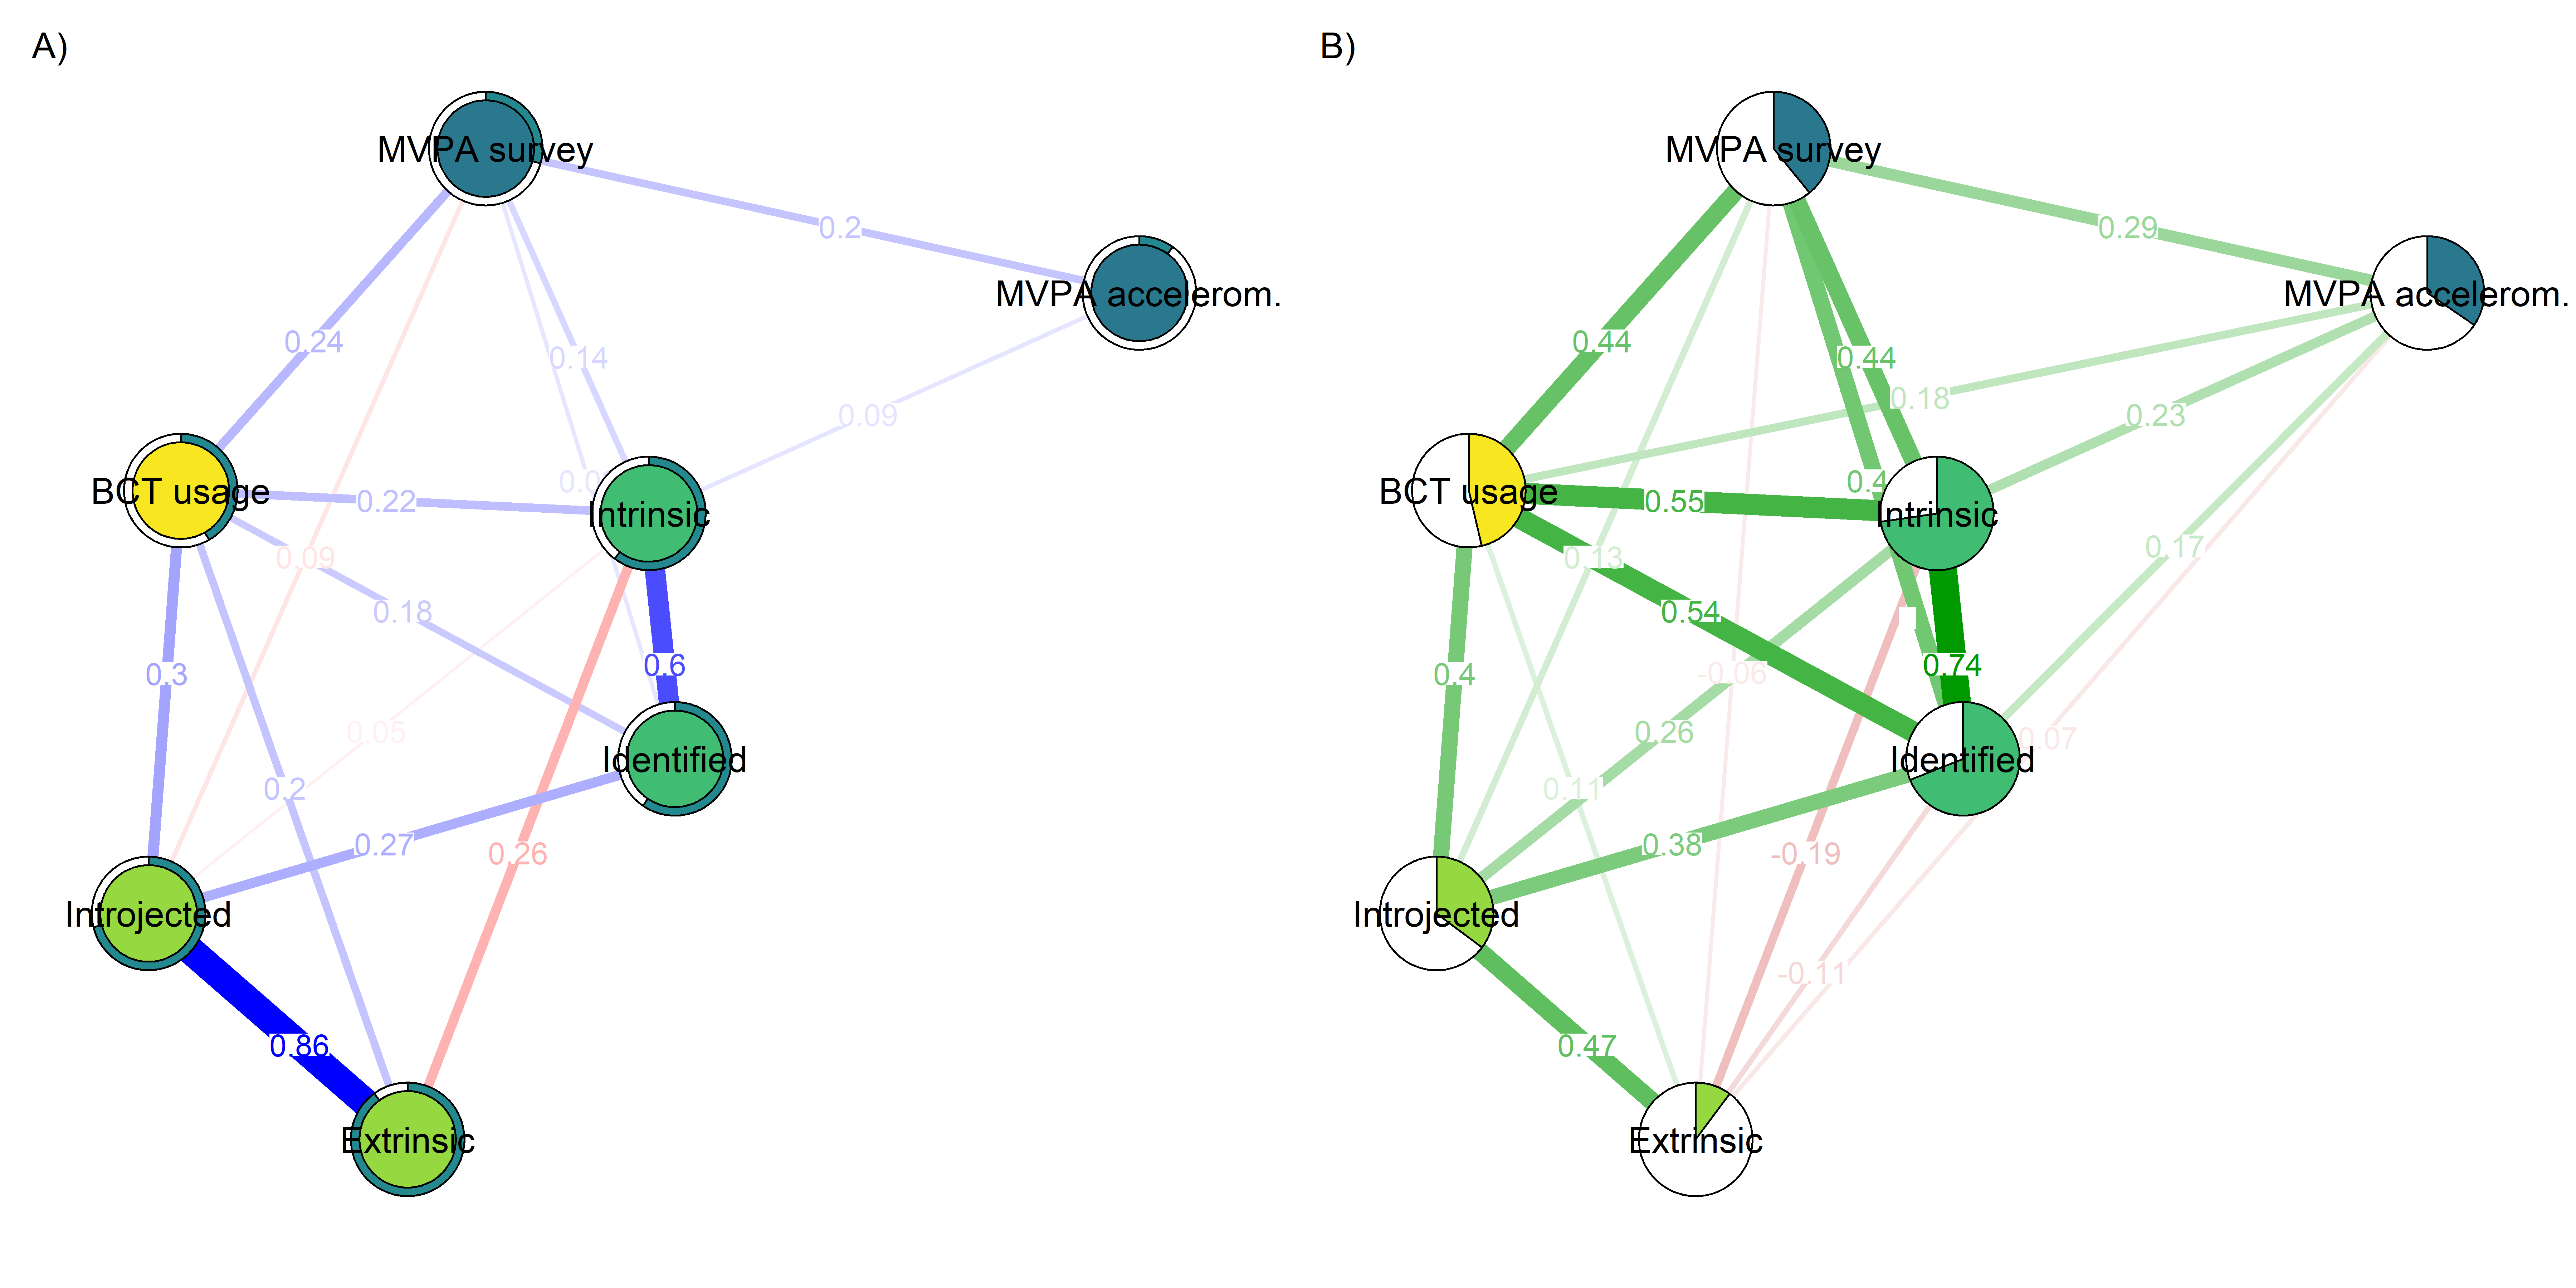 A)
MVPA survey
0.2
MVPA accelerom.
0.24
0.14
0.09
BCT usage
0.22
Intrinsic
0.09
0.18
0.3
0.6
0.05
Identified
0.2
0.27
0.26
Introjected
0.86
Extrinsic
B)
MVPA survey
0.29
MVPA accelerom.
0.44
0.44
0.18
0.23
0.4
BCT usage
0.55
Intrinsic
0.13
0.17
0.54
0.4
-0.06
0.74
0.26
0.07
Identified
0.11
0.38
-0.19
Introjected
-0.11
0.47
Extrinsic